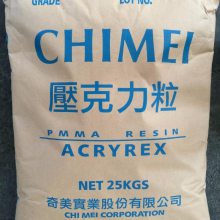 GRADE LOT NO.
CHIMEI
壓克力粒
PMMA RESIN
ACRYREX
NET 25KGS
奇美實業股份有限公司
CHI MEI CORPORATION